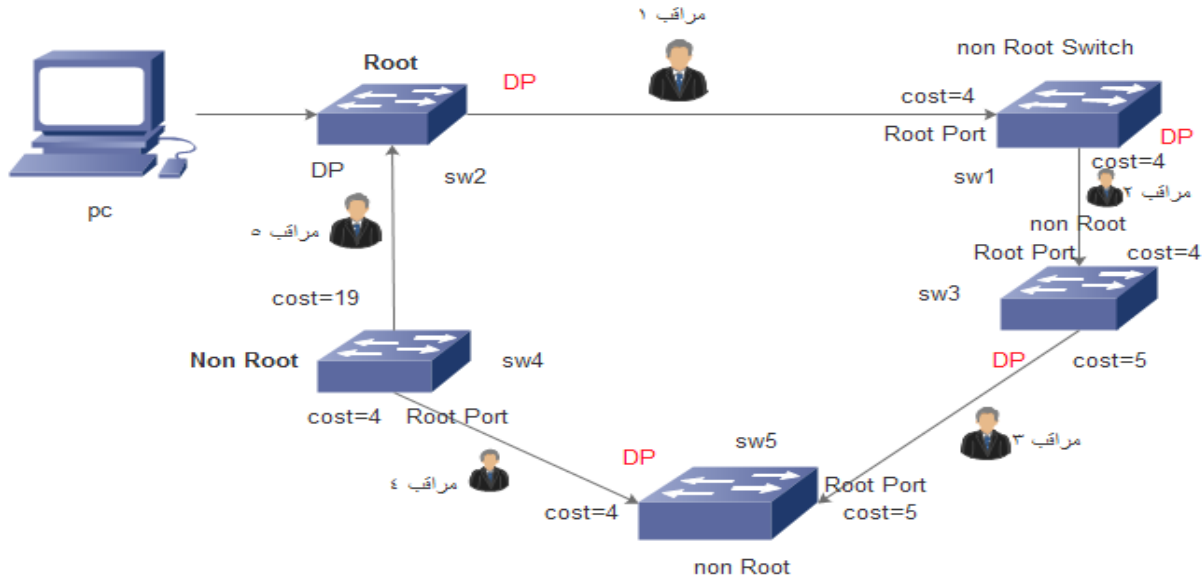 مراقب ١
non Root Switch
Root
DP
cost=4
Root Port
DP
DP
sw2
sw1
cost=4
pc
مراقب ٥
مراقب ٢
non Root
Root Port
cost=4
cost=19
sw3
Non Root
sw4
DP
cost=5
cost=4
Root Port
sw5
مراقب ٣
مراقب ٤
DP
Root Port
cost=4
cost=5
non Root